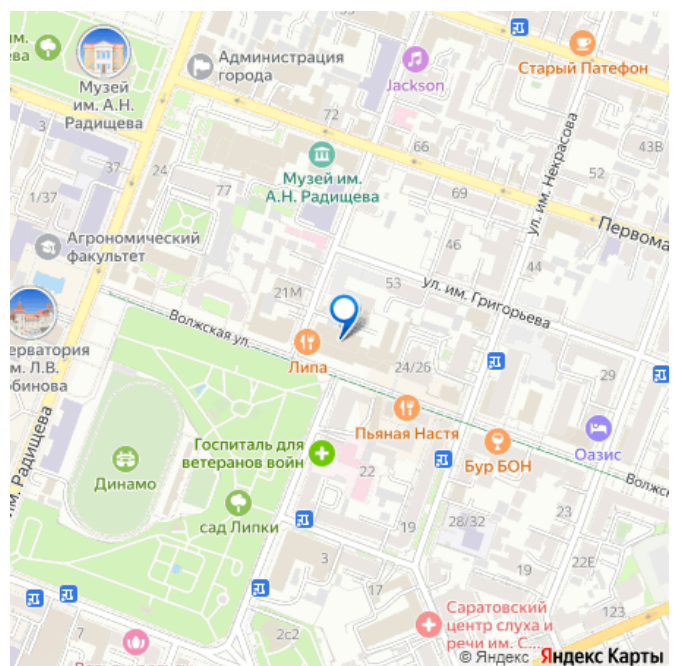 им.
ева
Музей
им. А.Н.
Радищева
Администрация
города
Jackson
Старый Патефон
72
3
37
24
77
Музей им.
А.Н. Радищева
69
52
43В
ул. им. Некрасова
1/37
Агрономический
факультет
46
Первома
44
53
ул. им. Григорьева
21М
Волжская ул.
Липа
24/26
29
ерватория
им. Л.В.
обинова
Пьяная Настя
Бур БОН
Оазис
Волжс
им. Радищева
Динамо
Госпиталь для
ветеранов войн
22
сад Липки
19
28/32
23
3
17
19
22Е
7
2с2
123
Саратовский
центр слуха и
речи им. С....
© Яндекс Яндекс Карты